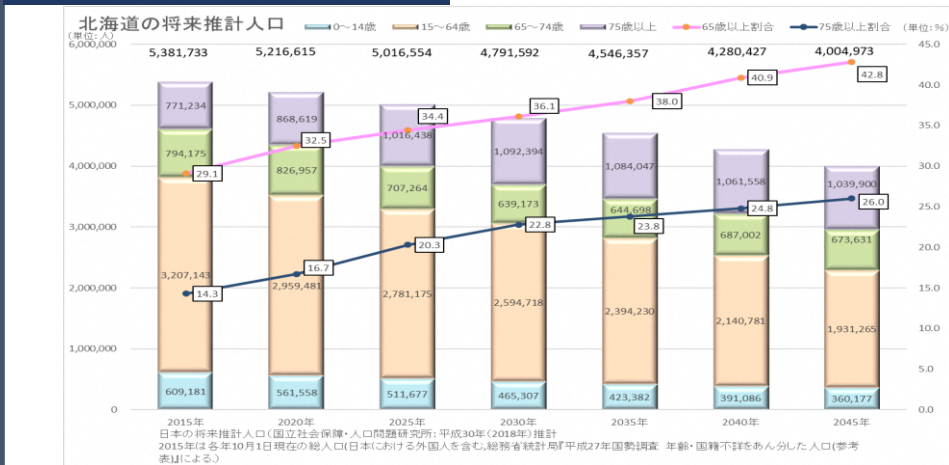 北海道の将来推計人口
0～14歳 15～64歳 65～74歳 75歳以上 65歳以上割合 75歳以上割合
(単位:人) (単位:%)
5,381,733 5,216,615 5,016,554 4,791,592 4,546,357 4,280,427 4,004,973
6,000,000
5,000,000
4,000,000
3,000,000
2,000,000
1,000,000
0
771,234 868,619 1,016,438 1,092,394 1,084,047 1,061,558 1,039,900
794,175 826,957 707,264 639,173 644,698 687,002 673,631
3,207,143 2,959,481 2,781,175 2,594,718 2,394,230 2,140,781 1,931,265
609,181 561,558 511,677 465,307 423,382 391,086 360,177
29.1 32.5 34.4 36.1 38.0 40.9 42.8
14.3 16.7 20.3 22.8 23.8 24.8 26.0
45.0
40.0
35.0
30.0
25.0
20.0
15.0
10.0
5.0
0.0
2015年 2020年 2025年 2030年 2035年 2040年 2045年
日本の将来推計人口(国立社会保障・人口問題研究所:平成30年(2018年)推計
2015年は各年10月1日現在の総人口(日本における外国人を含む。総務省統計局『平成27年国勢調査 年齢・国籍不詳をあん分した人口(参考
表)』による。)